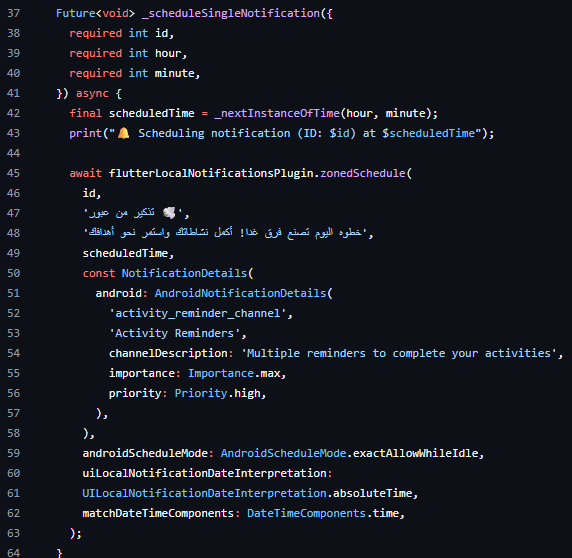 37 Future<void> _scheduleSingleNotification({
38 required int id,
39 required int hour,
40 required int minute,
41 }) async {
42 final scheduledTime = _nextInstanceOfTime(hour, minute);
43 print("🔔 Scheduling notification (ID: $id) at $scheduledTime");
44
45 await flutterLocalNotificationsPlugin.zonedSchedule(
46 id,
47 'تذكير من عبور 🕊️',
48 'خطوه اليوم تصنع فرق غدا! أكمل نشاطاتك واستمر نحو أهدافك',
49 scheduledTime,
50 const NotificationDetails(
51 android: AndroidNotificationDetails(
52 'activity_reminder_channel',
53 'Activity Reminders',
54 channelDescription: 'Multiple reminders to complete your activities',
55 importance: Importance.max,
56 priority: Priority.high,
57 ),
58 ),
59 androidScheduleMode: AndroidScheduleMode.exactAllowWhileIdle,
60 uiLocalNotificationDateInterpretation:
61 UILocalNotificationDateInterpretation.absoluteTime,
62 matchDateTimeComponents: DateTimeComponents.time,
63 );
64 }